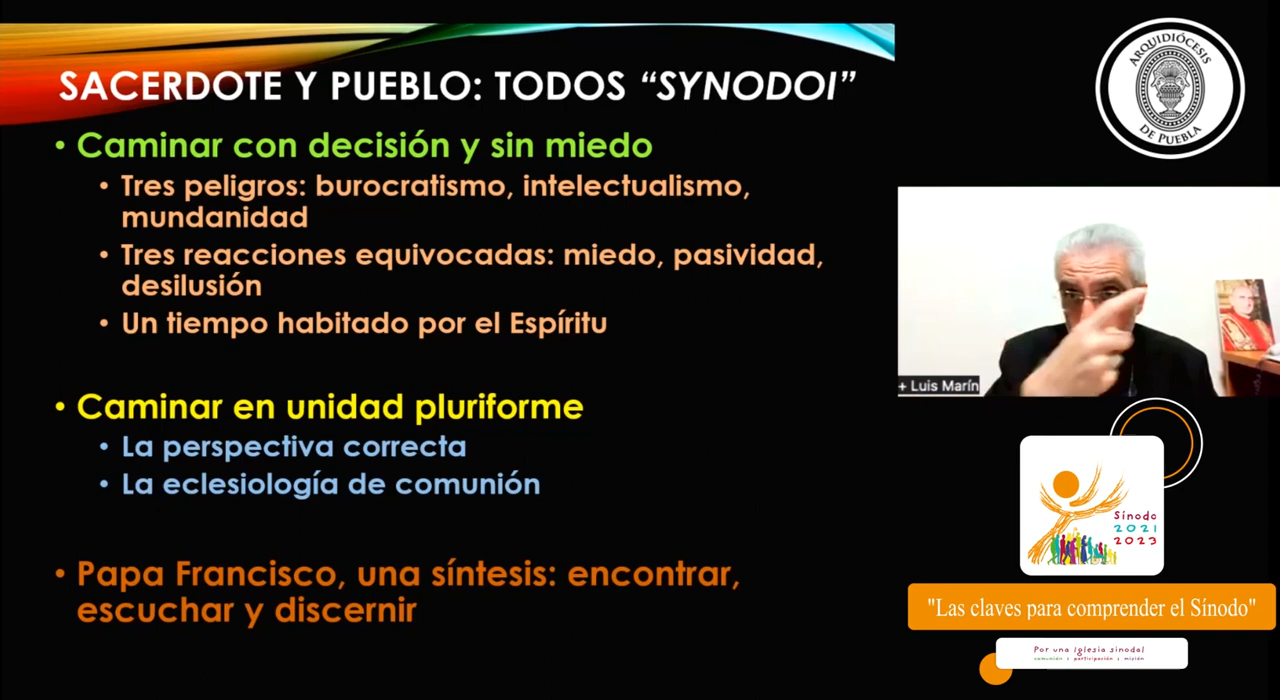 SACERDOTE Y PUEBLO: TODOS “SYNODOI”
• Caminar con decisión y sin miedo
• Tres peligros: burocratismo, intelectualismo,
mundanidad
• Tres reacciones equivocadas: miedo, pasividad,
desilusión
• Un tiempo habitado por el Espíritu
• Caminar en unidad pluriforme
• La perspectiva correcta
• La eclesiología de comunión
• Papa Francisco, una síntesis: encontrar,
escuchar y discernir
ARQUIDIÓCESIS
DE PUEBLA
+ Luis Marín
Sínodo
2021
2023
"Las claves para comprender el Sínodo"
Por una Iglesia sinodal
comunión | participación | misión